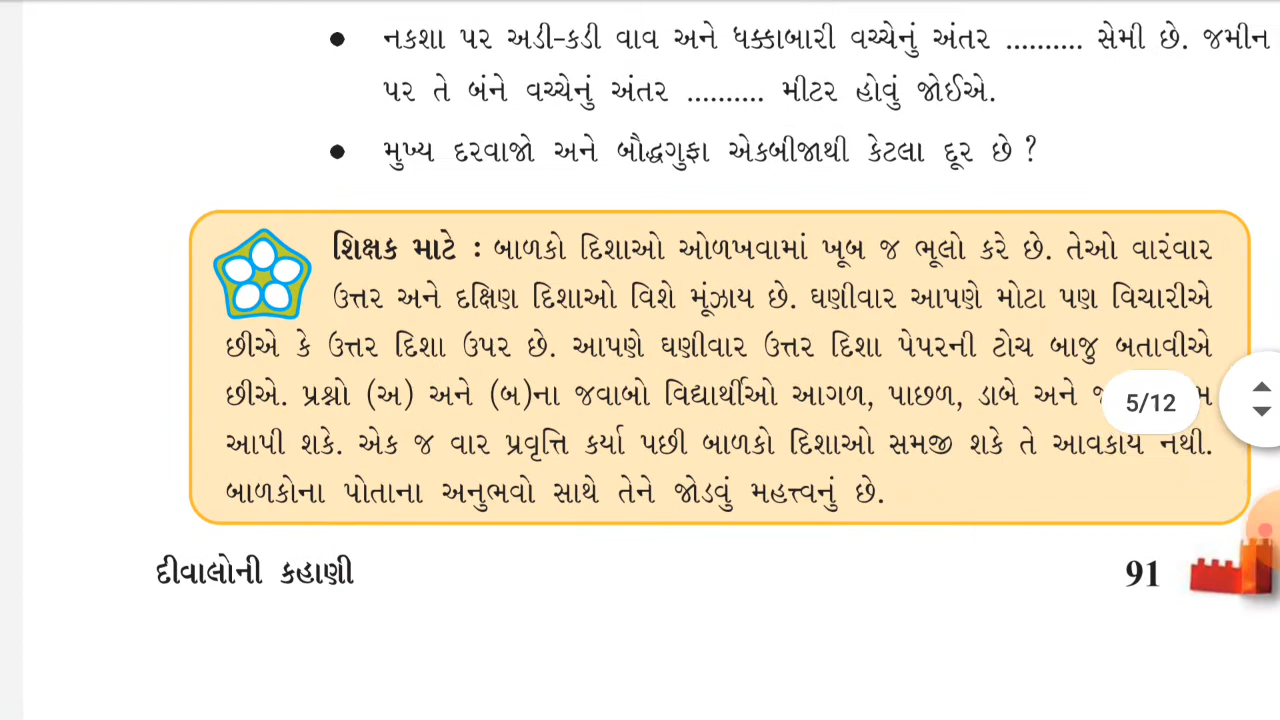 • નકશા પર અડી-કડી વાવ અને ધક્કાબારી વચ્ચેનું અંતર .......... સેમી છે. જમીન
પર તે બંને વચ્ચેનું અંતર .......... મીટર હોવું જોઈએ.
• મુખ્ય દરવાજો અને બૌદ્ધગુફા એકબીજાથી કેટલા દૂર છે ?
શિક્ષક માટે : બાળકો દિશાઓ ઓળખવામાં ખૂબ જ ભૂલો કરે છે. તેઓ વારંવાર
ઉત્તર અને દક્ષિણ દિશાઓ વિશે મૂંઝાય છે. ઘણીવાર આપણે મોટા પણ વિચારીએ
છીએ કે ઉત્તર દિશા ઉપર છે. આપણે ઘણીવાર ઉત્તર દિશા પેપરની ટોચ બાજુ બતાવીએ
છીએ. પ્રશ્નો (અ) અને (બ)ના જવાબો વિદ્યાર્થીઓ આગળ, પાછળ, ડાબે અને
5/12
આપી શકે. એક જ વાર પ્રવૃત્તિ કર્યા પછી બાળકો દિશાઓ સમજી શકે તે આવકાર્ય નથી.
બાળકોના પોતાના અનુભવો સાથે તેને જોડવું મહત્ત્વનું છે.
દીવાલોની કહાણી 91